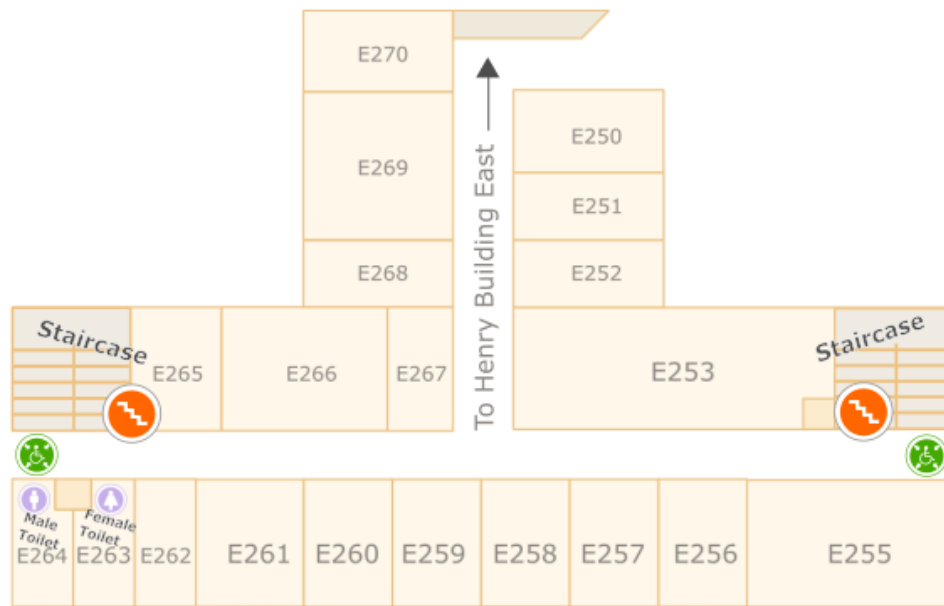 E270
E250
E269
E251
E268
E252
To Henry Building East
Staircase
E265
E266
E267
E253
Staircase
Male
Toilet
E264
Female
Toilet
E263
E262
E261
E260
E259
E258
E257
E256
E255